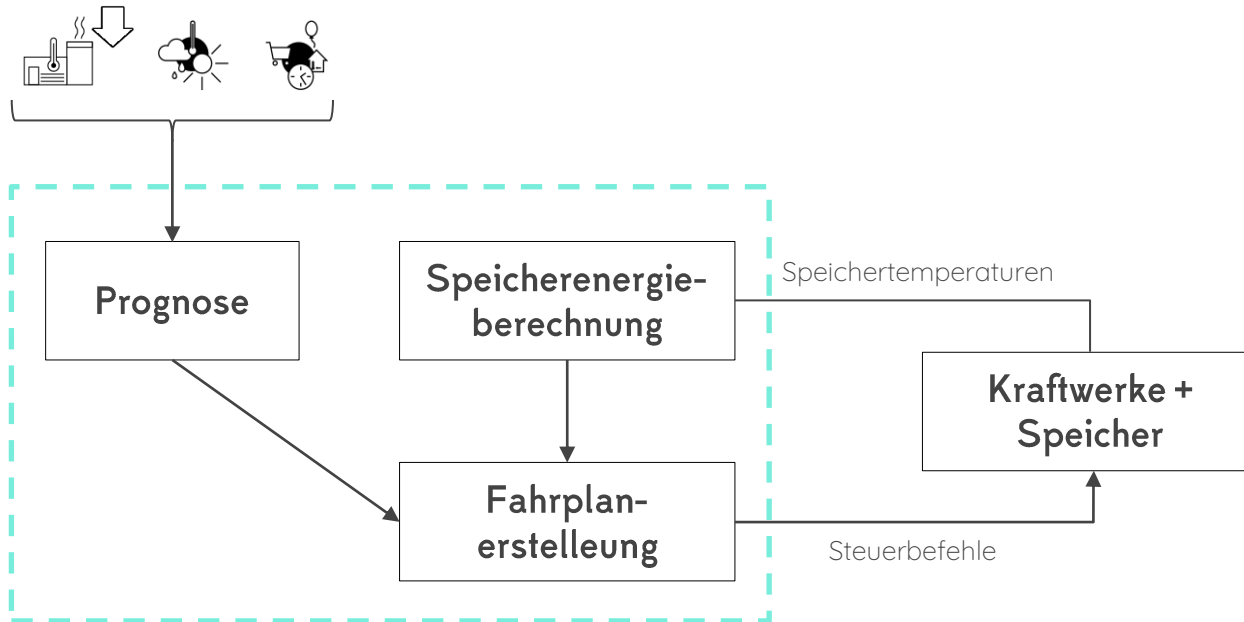 Prognose
Speicherenergie-
berechnung
Speichertemperaturen
Kraftwerke +
Speicher
Fahrplan-
erstelleung
Steuerbefehle